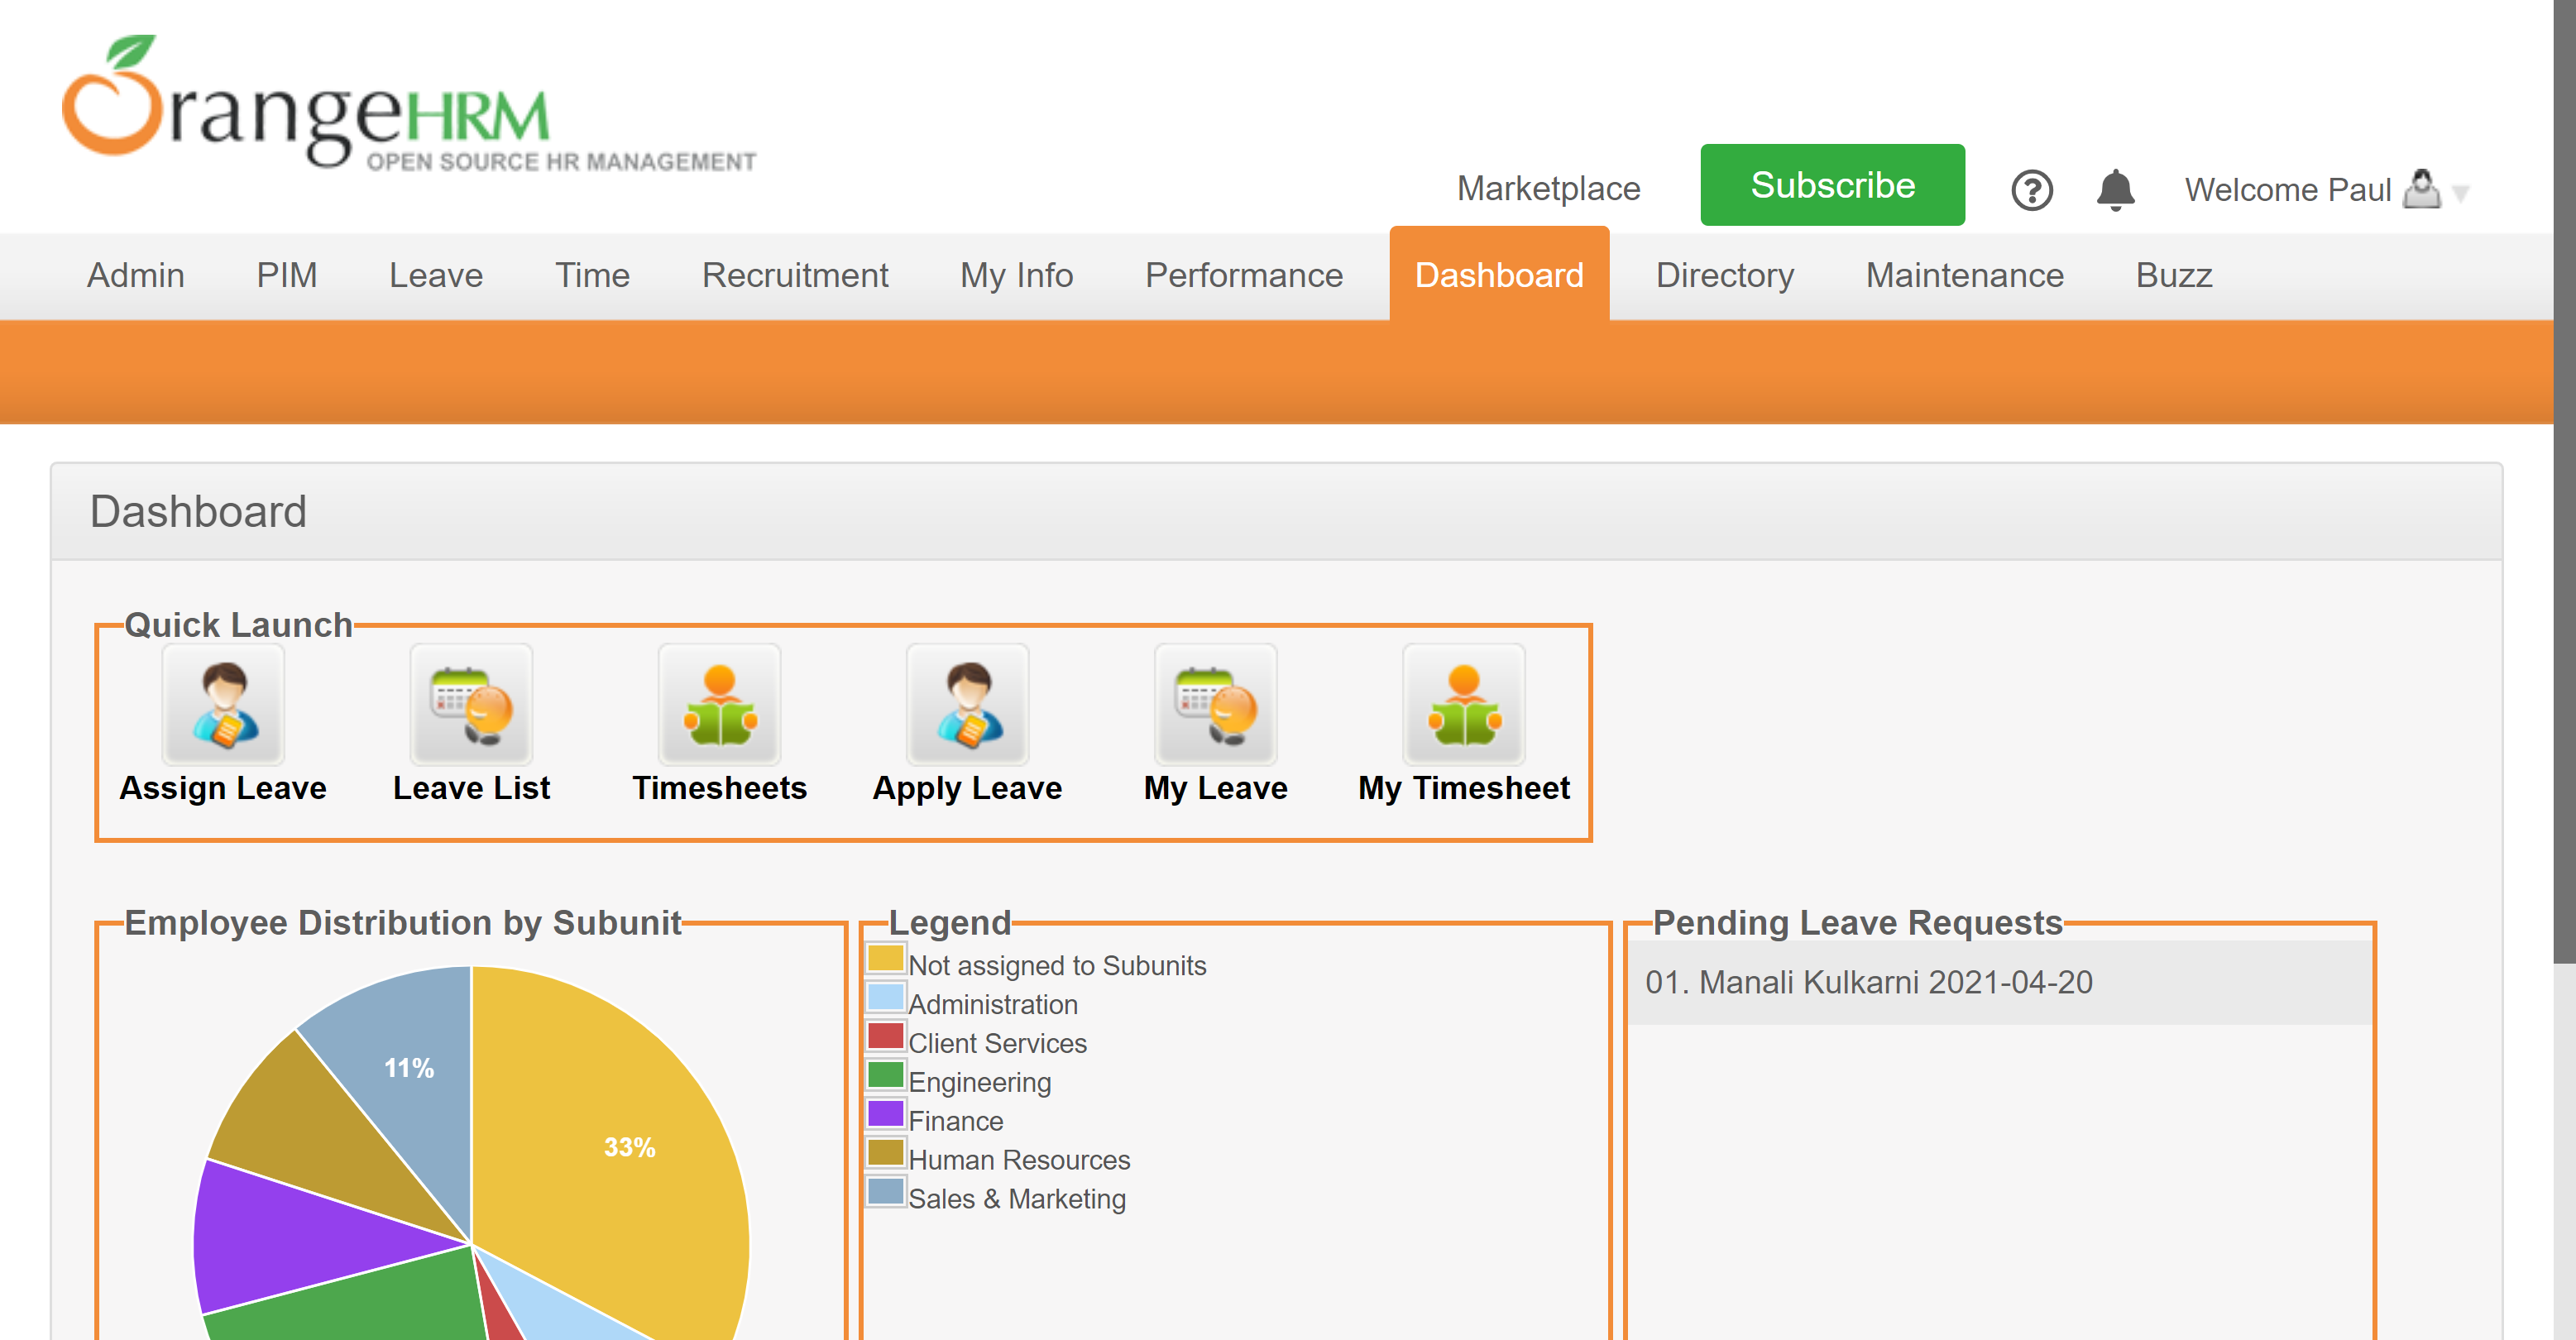 OrangeHRM
OPEN SOURCE HR MANAGEMENT
Marketplace Subscribe Welcome Paul
Admin PIM Leave Time Recruitment My Info Performance Dashboard Directory Maintenance Buzz
Dashboard
Quick Launch
Assign Leave Leave List Timesheets Apply Leave My Leave My Timesheet
Employee Distribution by Subunit
11%
33%
Legend
Not assigned to Subunits
Administration
Client Services
Engineering
Finance
Human Resources
Sales & Marketing
Pending Leave Requests
01. Manali Kulkarni 2021-04-20